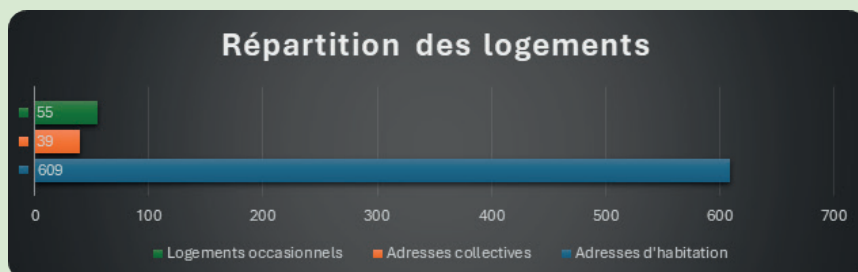 Répartition des logements
55
39
609
0 100 200 300 400 500 600 700
Logements occasionnels Adresses collectives Adresses d'habitation